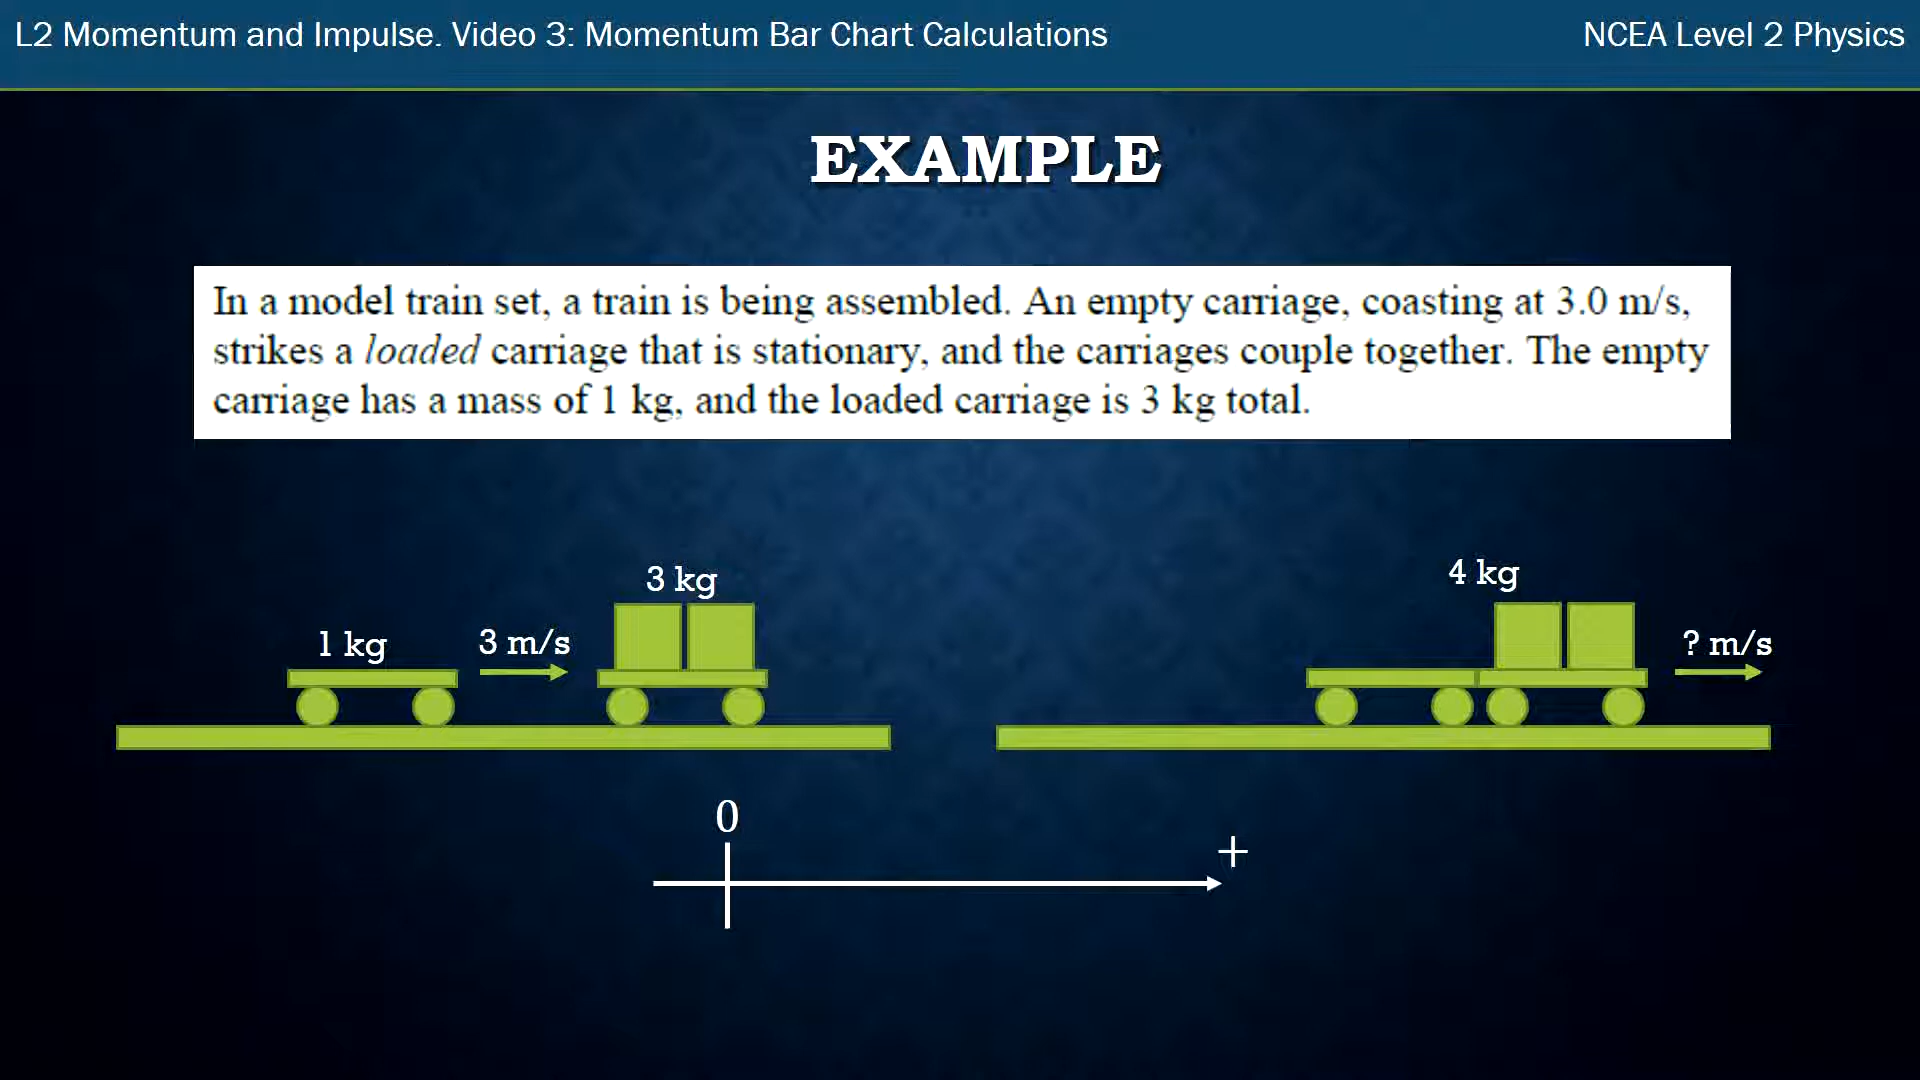 L2 Momentum and Impulse. Video 3: Momentum Bar Chart Calculations
NCEA Level 2 Physics
EXAMPLE
In a model train set, a train is being assembled. An empty carriage, coasting at 3.0 m/s,
strikes a loaded carriage that is stationary, and the carriages couple together. The empty
carriage has a mass of 1 kg, and the loaded carriage is 3 kg total.
3 kg
4 kg
1 kg
3 m/s
? m/s
0
+